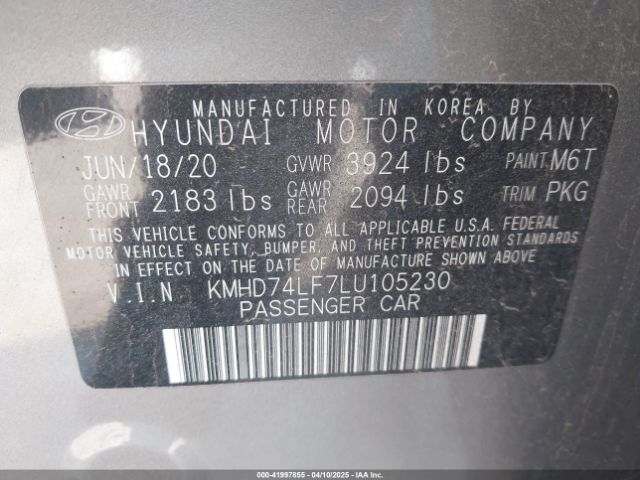 MANUFACTURED IN KOREA BY
HYUNDAI MOTOR COMPANY
JUN/18/20 GVWR 3924 lbs PAINT M6T
GAWR FRONT 2183 lbs GAWR REAR 2094 lbs TRIM PKG
THIS VEHICLE CONFORMS TO ALL APPLICABLE U.S.A. FEDERAL
MOTOR VEHICLE SAFETY, BUMPER, AND THEFT PREVENTION STANDARDS
IN EFFECT ON THE DATE OF MANUFACTURE SHOWN ABOVE
V.I.N KMHD74LF7LU105230
PASSENGER CAR
000-41997855 - 04/10/2025 - IAAI.CA